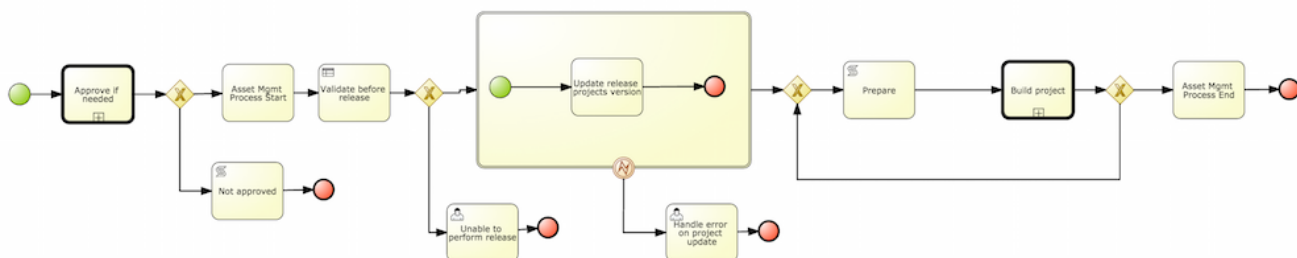 Approve if
needed
Asset Mgmt
Process Start
Validate before
release
Update release
projects version
Prepare
Build project
Asset Mgmt
Process End
Not approved
Unable to
perform release
Handle error
on project
update